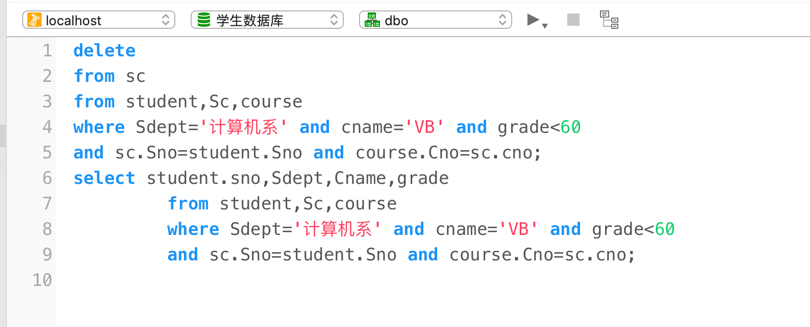 localhost 学生数据库 dbo
1 delete
2 from sc
3 from student,Sc,course
4 where Sdept='计算机系' and cname='VB' and grade<60
5 and sc.Sno=student.Sno and course.Cno=sc.cno;
6 select student.sno,Sdept,Cname,grade
7 from student,Sc,course
8 where Sdept='计算机系' and cname='VB' and grade<60
9 and sc.Sno=student.Sno and course.Cno=sc.cno;
10